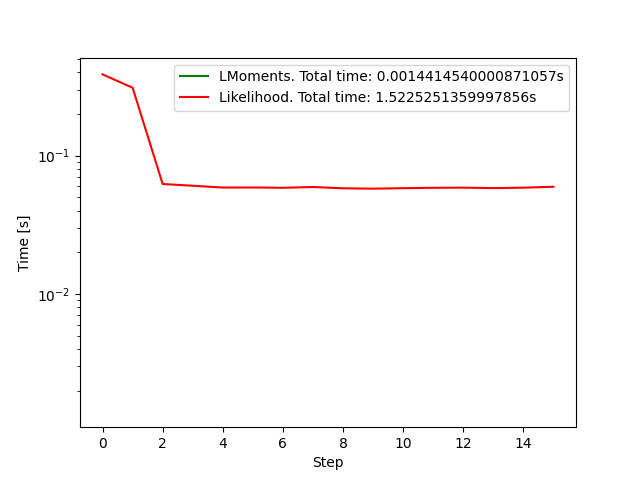 LMoments. Total time: 0.0014414540000871057s
Likelihood. Total time: 1.5225251359997856s
Time [s]
10⁻¹
10⁻²
0 2 4 6 8 10 12 14
Step